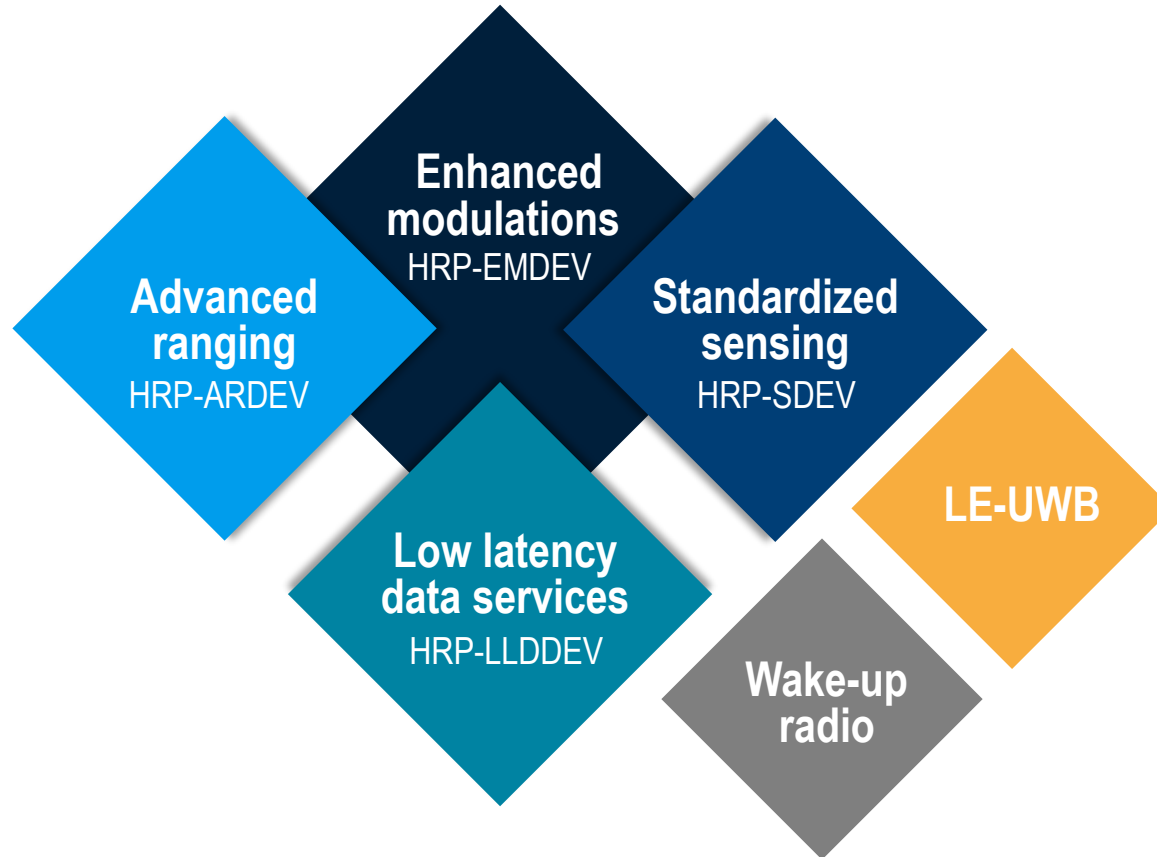 Enhanced
modulations
HRP-EMDEV
Advanced
ranging
HRP-ARDEV
Standardized
sensing
HRP-SDEV
LE-UWB
Low latency
data services
HRP-LLDDEV
Wake-up
radio